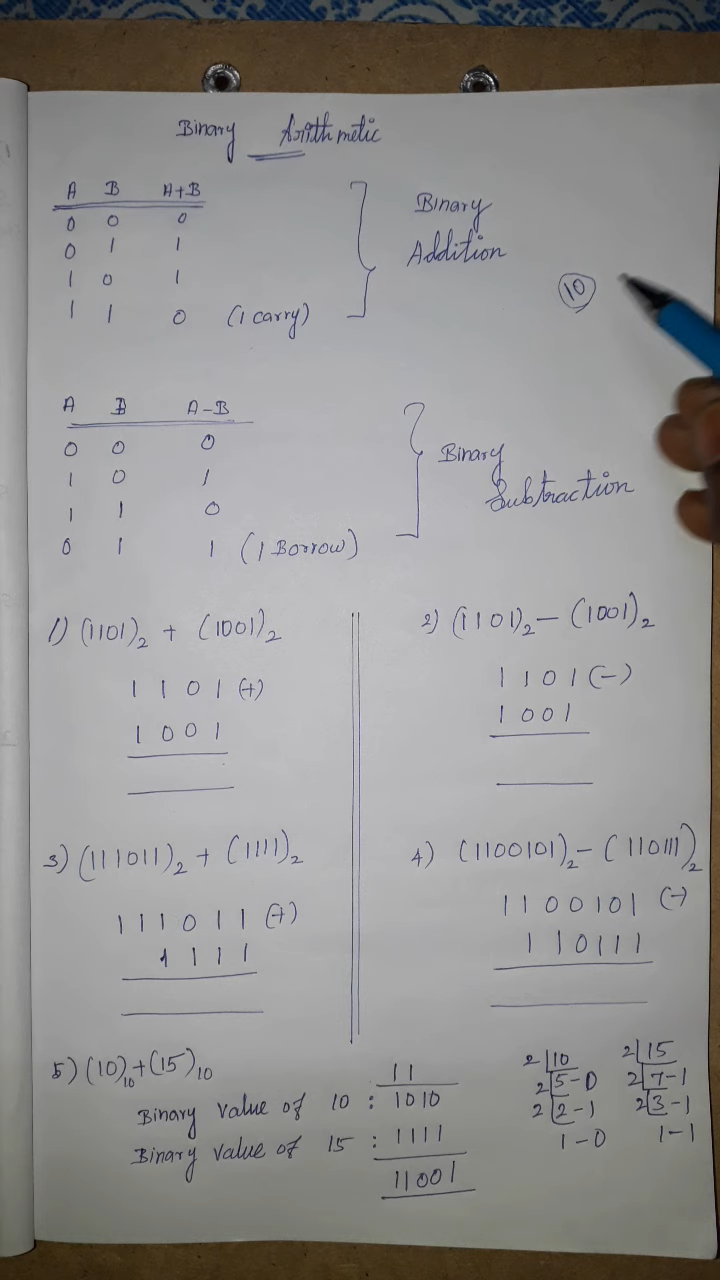 Binary Arithmetic
A B A+B
0 0 0
0 1 1
1 0 1
1 1 0 (1 carry)
Binary
Addition
10
A B A-B
0 0 0
1 0 1
1 1 0
0 1 1 (1 Borrow)
Binary
Subtraction
1) (1101)₂ + (1001)₂
1 1 0 1 (+)
1 0 0 1
2) (1101)₂ - (1001)₂
1 1 0 1 (-)
1 0 0 1
3) (111011)₂ + (1111)₂
1 1 1 0 1 1 (+)
1 1 1 1
4) (1100101)₂ - (110111)₂
1 1 0 0 1 0 1 (-)
1 1 0 1 1 1
5) (10)₁₀ + (15)₁₀
11
Binary value of 10 : 1010
Binary value of 15 : 1111
11001
2 10
2 5-0
2 2-1
1-0
2 15
2 7-1
2 3-1
1-1